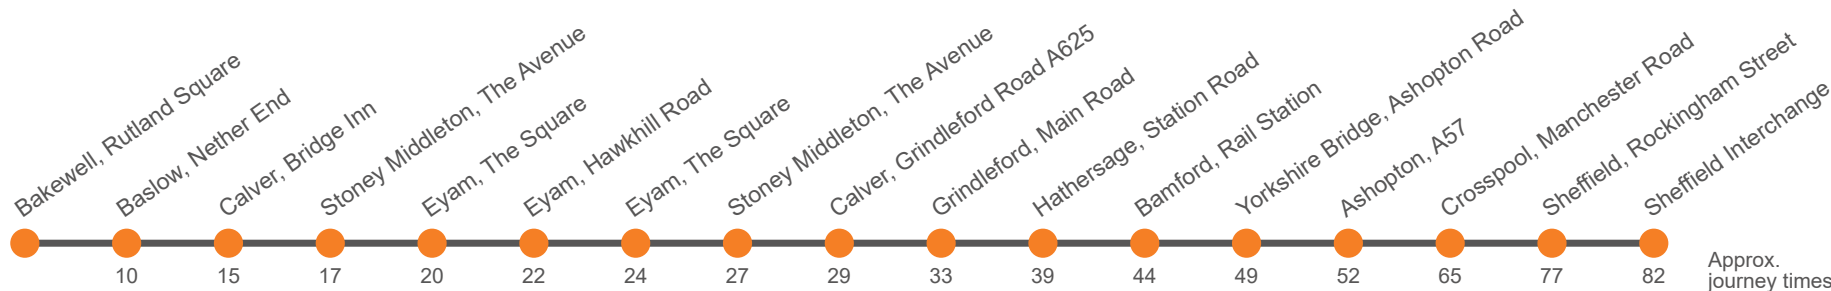 Bakewell, Rutland Square
Baslow, Nether End
Calver, Bridge Inn
Stoney Middleton, The Avenue
Eyam, The Square
Eyam, Hawkhill Road
Eyam, The Square
Stoney Middleton, The Avenue
Calver, Grindleford Road A625
Grindleford, Main Road
Hathersage, Station Road
Bamford, Rail Station
Yorkshire Bridge, Ashopton Road
Ashopton, A57
Crosspool, Manchester Road
Sheffield, Rockingham Street
Sheffield Interchange
10 15 17 20 22 24 27 29 33 39 44 49 52 65 77 82
Approx.
journey times